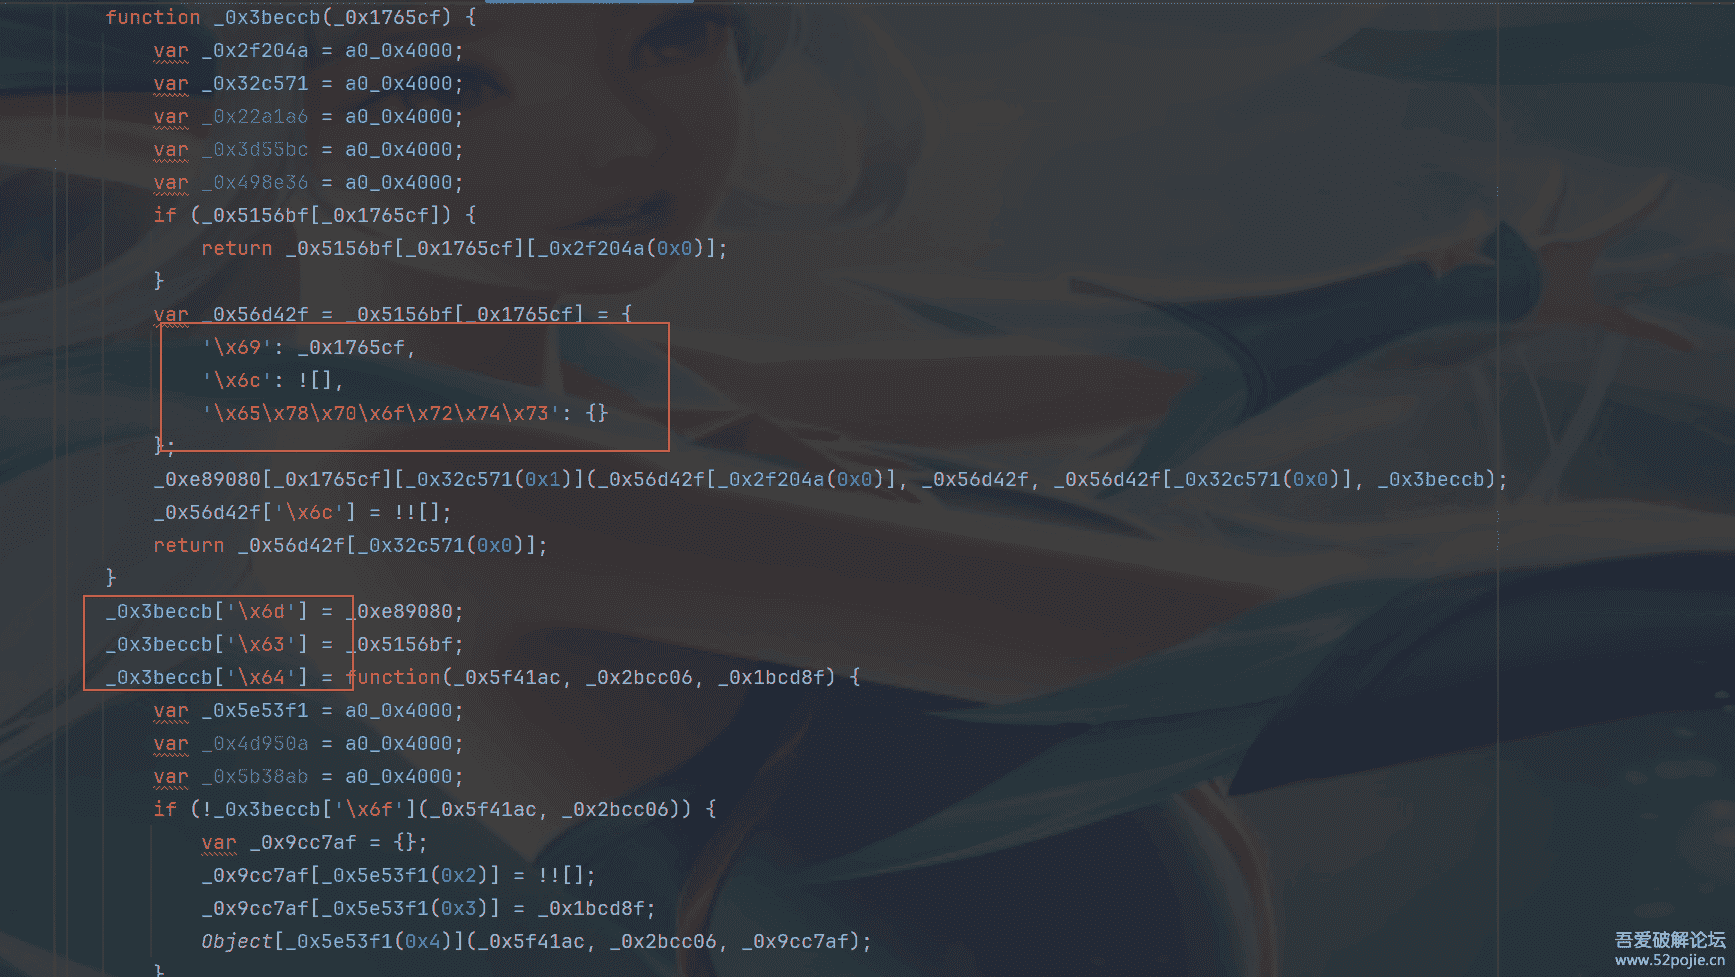 function _0x3beccb(_0x1765cf) {
var _0x2f204a = a0_0x4000;
var _0x32c571 = a0_0x4000;
var _0x22a1a6 = a0_0x4000;
var _0x3d55bc = a0_0x4000;
var _0x498e36 = a0_0x4000;
if (_0x5156bf[_0x1765cf]) {
return _0x5156bf[_0x1765cf][_0x2f204a(0x0)];
}
var _0x56d42f = _0x5156bf[_0x1765cf] = {
'\x69': _0x1765cf,
'\x6c': ![],
'\x65\x78\x70\x6f\x72\x74\x73': {}
};
_0xe89080[_0x1765cf][_0x32c571(0x1)](_0x56d42f[_0x2f204a(0x0)], _0x56d42f, _0x56d42f[_0x32c571(0x0)], _0x3beccb);
_0x56d42f['\x6c'] = !![];
return _0x56d42f[_0x32c571(0x0)];
}
_0x3beccb['\x6d'] = _0xe89080;
_0x3beccb['\x63'] = _0x5156bf;
_0x3beccb['\x64'] = function(_0x5f41ac, _0x2bcc06, _0x1bcd8f) {
var _0x5e53f1 = a0_0x4000;
var _0x4d950a = a0_0x4000;
var _0x5b38ab = a0_0x4000;
if (!_0x3beccb['\x6f'](_0x5f41ac, _0x2bcc06)) {
var _0x9cc7af = {};
_0x9cc7af[_0x5e53f1(0x2)] = !![];
_0x9cc7af[_0x5e53f1(0x3)] = _0x1bcd8f;
Object[_0x5e53f1(0x4)](_0x5f41ac, _0x2bcc06, _0x9cc7af);
}
吾爱破解论坛
www.52pojie.cn